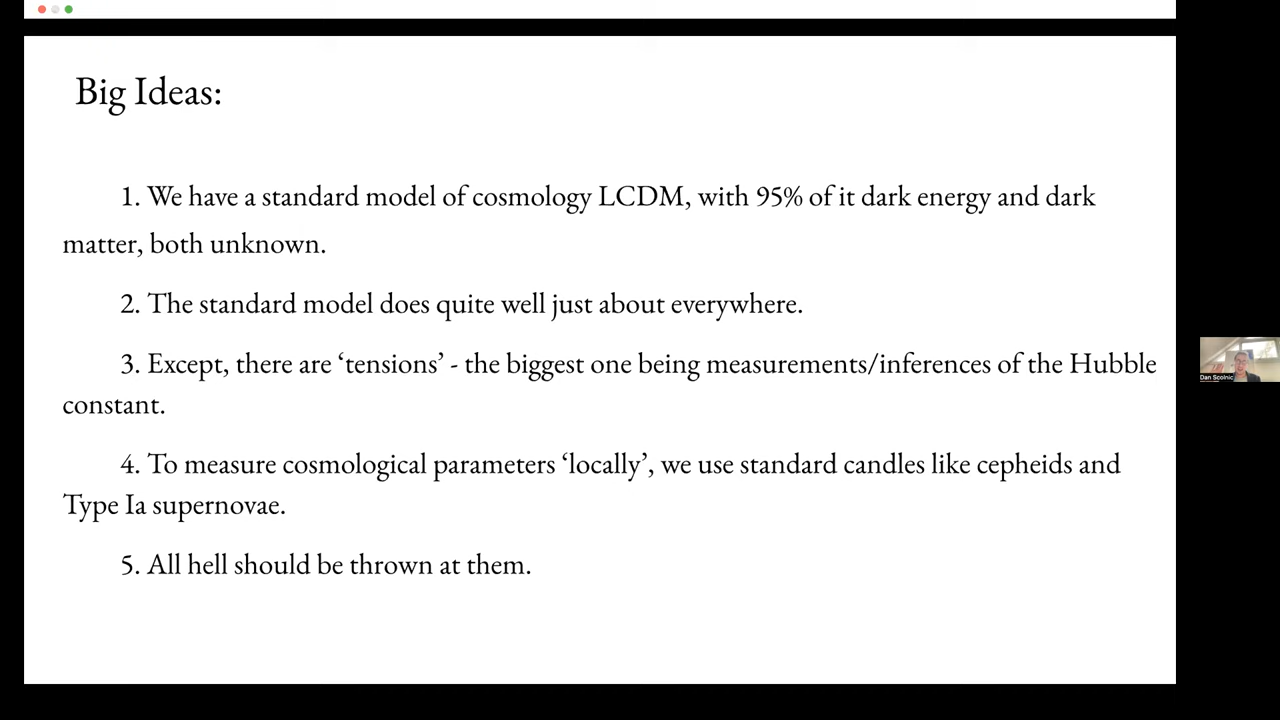 Big Ideas:
1. We have a standard model of cosmology LCDM, with 95% of it dark energy and dark
matter, both unknown.
2. The standard model does quite well just about everywhere.
3. Except, there are ‘tensions’ - the biggest one being measurements/inferences of the Hubble
constant.
4. To measure cosmological parameters ‘locally’, we use standard candles like cepheids and
Type Ia supernovae.
5. All hell should be thrown at them.
Dan Scolnic